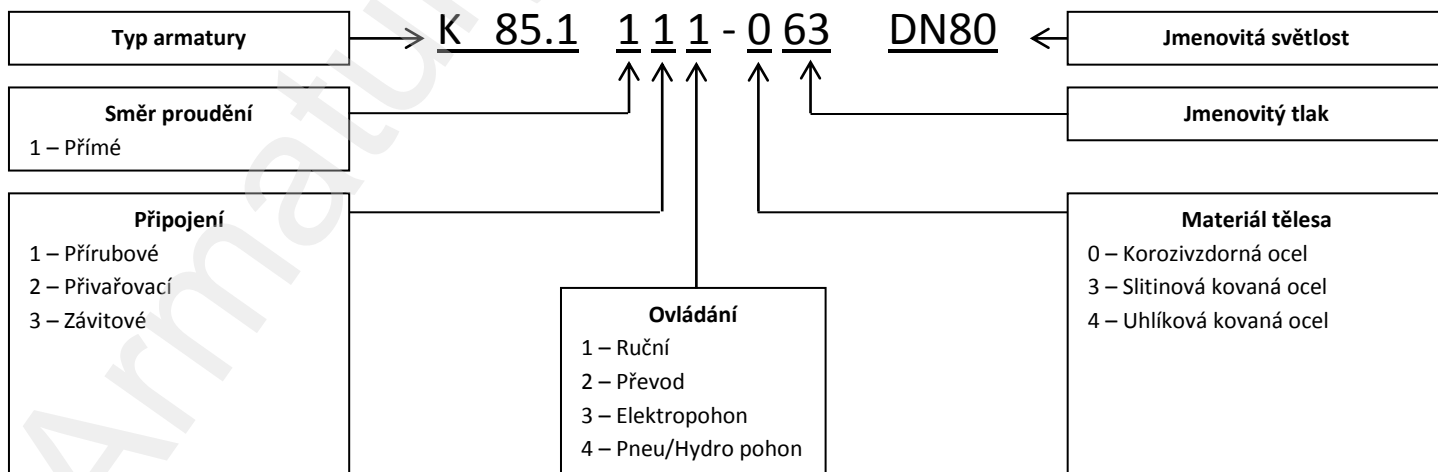 Typ armatury
K 85.1 1 1 1 - 0 63 DN80
Jmenovitá světlost
Směr proudění
1 – Přímé
Jmenovitý tlak
Připojení
1 – Přírubové
2 – Přivařovací
3 – Závitové
Ovládání
1 – Ruční
2 – Převod
3 – Elektropohon
4 – Pneu/Hydro pohon
Materiál tělesa
0 – Korozivzdorná ocel
3 – Slitinová kovaná ocel
4 – Uhlíková kovaná ocel
Armatu